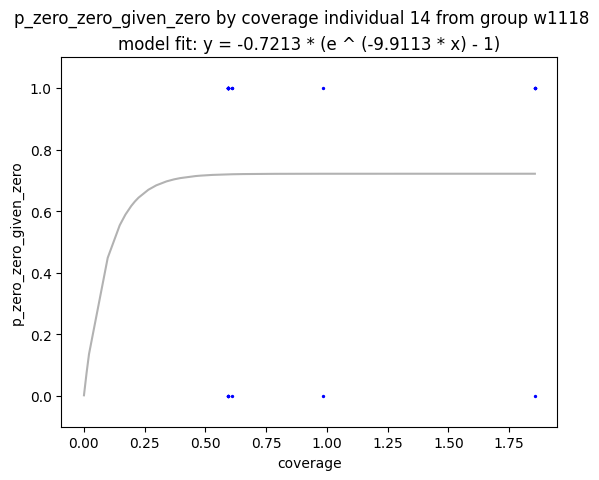 p_zero_zero_given_zero by coverage individual 14 from group w1118
model fit: y = -0.7213 * (e ^ (-9.9113 * x) - 1)
1.0
0.8
0.6
0.4
0.2
0.0
p_zero_zero_given_zero
0.00 0.25 0.50 0.75 1.00 1.25 1.50 1.75
coverage